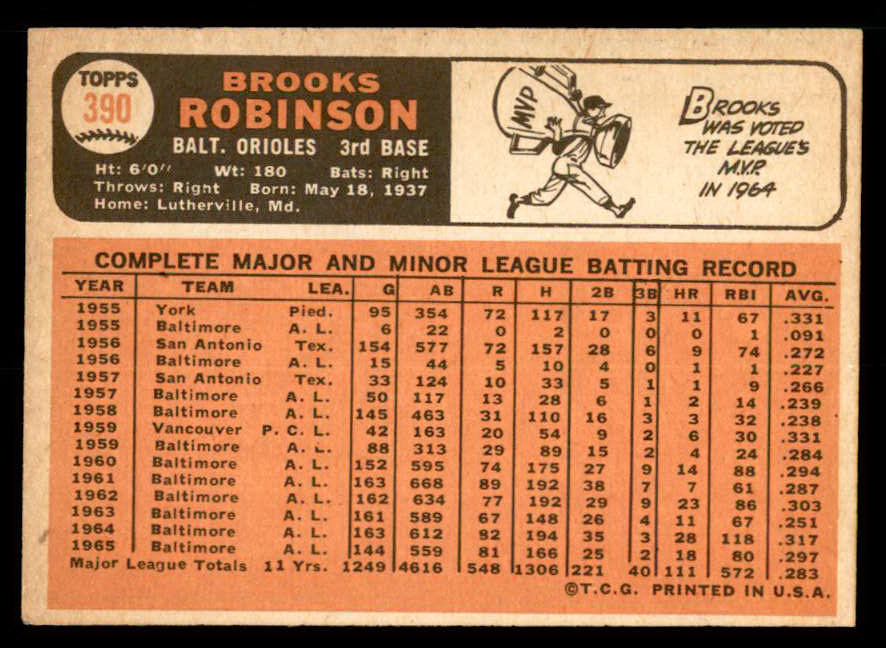 TOPPS
390
BROOKS
ROBINSON
BALT. ORIOLES 3rd BASE
Ht: 6'0" Wt: 180 Bats: Right
Throws: Right Born: May 18, 1937
Home: Lutherville, Md.
MVP
BROOKS
WAS VOTED
THE LEAGUE'S
M.V.P.
IN 1964
COMPLETE MAJOR AND MINOR LEAGUE BATTING RECORD
YEAR TEAM LEA. G AB R H 2B 3B HR RBI AVG.
1955 York Pied. 95 354 72 117 17 3 11 67 .331
1955 Baltimore A. L. 6 22 0 2 0 0 0 1 .091
1956 San Antonio Tex. 154 577 72 157 28 6 9 74 .272
1956 Baltimore A. L. 15 44 5 10 4 0 1 1 .227
1957 San Antonio Tex. 33 124 10 33 5 1 1 9 .266
1957 Baltimore A. L. 50 117 13 28 6 1 2 14 .239
1958 Baltimore A. L. 145 463 31 110 16 3 3 32 .238
1959 Vancouver P. C. L. 42 163 20 54 9 2 6 30 .331
1959 Baltimore A. L. 88 313 29 89 15 2 4 24 .284
1960 Baltimore A. L. 152 595 74 175 27 9 14 88 .294
1961 Baltimore A. L. 163 668 89 192 38 7 7 61 .287
1962 Baltimore A. L. 162 634 77 192 29 9 23 86 .303
1963 Baltimore A. L. 161 589 67 148 26 4 11 67 .251
1964 Baltimore A. L. 163 612 82 194 35 3 28 118 .317
1965 Baltimore A. L. 144 559 81 166 25 2 18 80 .297
Major League Totals 11 Yrs. 1249 4616 548 1306 221 40 111 572 .283
©T.C.G. PRINTED IN U.S.A.